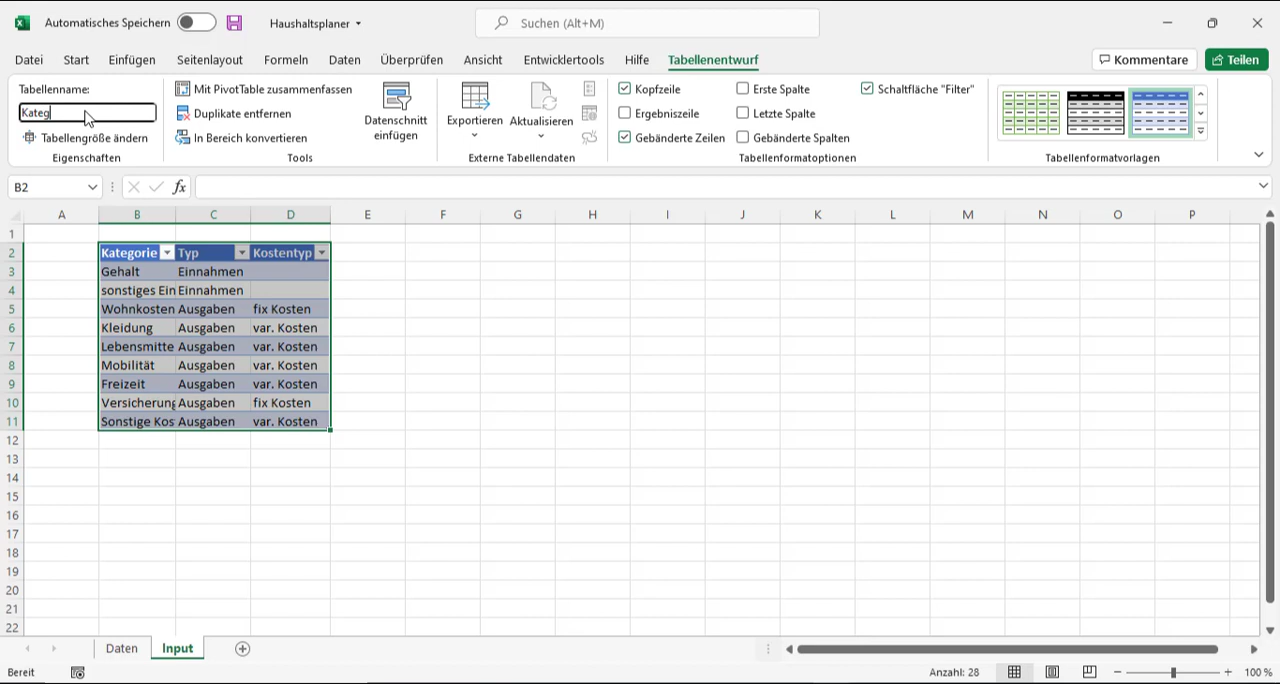 Automatisches Speichern
Haushaltsplaner
Suchen (Alt+M)
Datei Start Einfügen Seitenlayout Formeln Daten Überprüfen Ansicht Entwicklertools Hilfe Tabellenentwurf
Kommentare Teilen
Tabellenname:
Kateg
Tabellengröße ändern
Eigenschaften
Mit PivotTable zusammenfassen
Duplikate entfernen
In Bereich konvertieren
Tools
Datenschnitt
einfügen
Exportieren
Aktualisieren
Externe Tabellendaten
Kopfzeile
Ergebniszeile
Gebänderte Zeilen
Erste Spalte
Letzte Spalte
Gebänderte Spalten
Schaltfläche "Filter"
Tabellenformatoptionen
Tabellenformatvorlagen
B2
fx
A B C D E F G H I J K L M N O P
1
2 Kategorie Typ Kostentyp
3 Gehalt Einnahmen
4 sonstiges Ein Einnahmen
5 Wohnkosten Ausgaben fix Kosten
6 Kleidung Ausgaben var. Kosten
7 Lebensmitte Ausgaben var. Kosten
8 Mobilität Ausgaben var. Kosten
9 Freizeit Ausgaben var. Kosten
10 Versicherung Ausgaben fix Kosten
11 Sonstige Kos Ausgaben var. Kosten
12
13
14
15
16
17
18
19
20
21
22
Daten Input
Bereit
Anzahl: 28
100 %